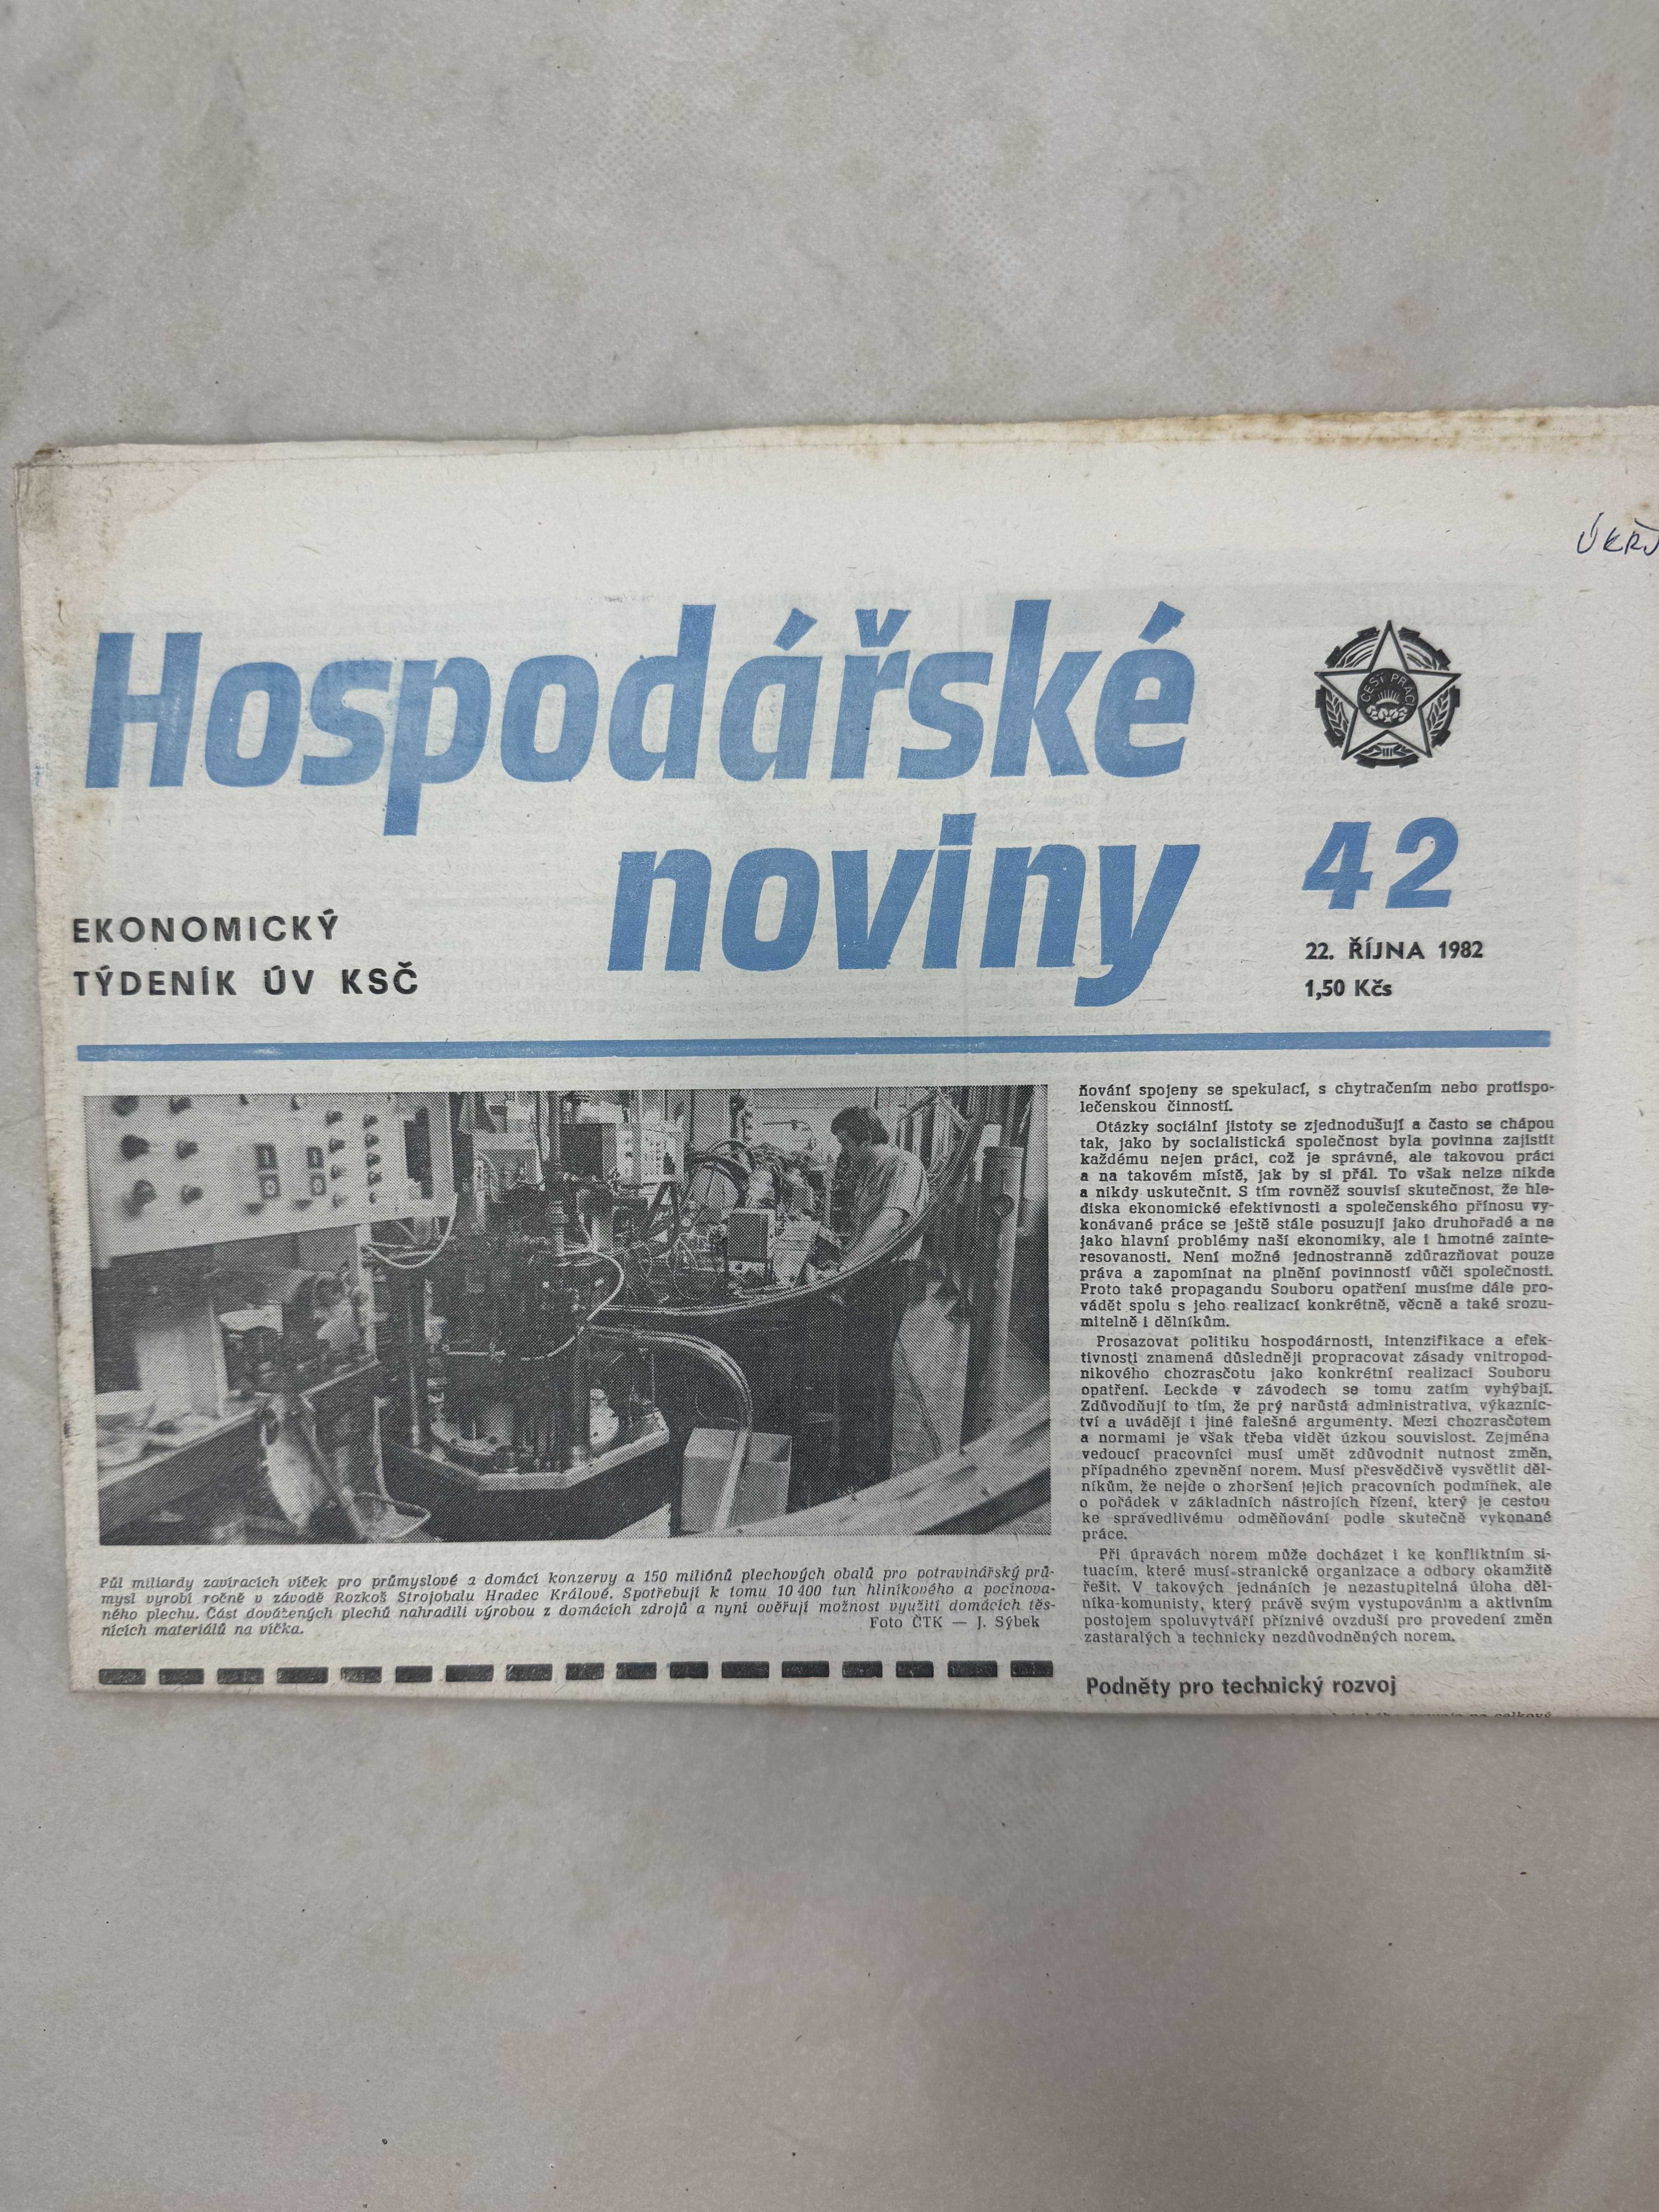 Hospodářské
noviny
EKONOMICKÝ
TÝDENÍK ÚV KSČ
ČEST PRÁCI
42
22. ŘÍJNA 1982
1,50 Kčs
Půl miliardy zavíracích víček pro průmyslové a domácí konzervy a 150 miliónů plechových obalů pro potravinářský prů-
mysl vyrobí ročně v závodě Rozkoš Strojobalu Hradec Králové. Spotřebují k tomu 10 400 tun hliníkového a pocínova-
ného plechu. Část dovážených plechů nahradili výrobou z domácích zdrojů a nyní ověřují možnost využití domácích těs-
nicích materiálů na víčka.
Foto ČTK — J. Sýbek
ňování spojeny se spekulací, s chytračením nebo protispo-
lečenskou činností.
Otázky sociální jistoty se zjednodušují a často se chápou
tak, jako by socialistická společnost byla povinna zajistit
každému nejen práci, což je správné, ale takovou práci
a na takovém místě, jak by si přál. To však nelze nikde
a nikdy uskutečnit. S tím rovněž souvisí skutečnost, že hle-
diska ekonomické efektivnosti a společenského přínosu vy-
konávané práce se ještě stále posuzují jako druhořadé a ne
jako hlavní problémy naší ekonomiky, ale i hmotné zainte-
resovanosti. Není možné jednostranně zdůrazňovat pouze
práva a zapomínat na plnění povinností vůči společnosti.
Proto také propagandu Souboru opatření musíme dále pro-
vádět spolu s jeho realizací konkrétně, věcně a také srozu-
mitelně i dělníkům.
Prosazovat politiku hospodárnosti, intenzifikace a efek-
tivnosti znamená důsledněji propracovat zásady vnitropod-
nikového chozrasčotu jako konkrétní realizaci Souboru
opatření. Leckde v závodech se tomu zatím vyhýbají.
Zdůvodňují to tím, že prý narůstá administrativa, výkaznic-
tví a uvádějí i jiné falešné argumenty. Mezi chozrasčotem
a normami je však třeba vidět úzkou souvislost. Zejména
vedoucí pracovníci musí umět zdůvodnit nutnost změn,
případného zpevnění norem. Musí přesvědčivě vysvětlit děl-
níkům, že nejde o zhoršení jejich pracovních podmínek, ale
o pořádek v základních nástrojích řízení, který je cestou
ke spravedlivému odměňování podle skutečně vykonané
práce.
Při úpravách norem může docházet i ke konfliktním si-
tuacím, které musí stranické organizace a odbory okamžitě
řešit. V takových jednáních je nezastupitelná úloha děl-
níka-komunisty, který právě svým vystupováním a aktivním
postojem spoluvytváří příznivé ovzduší pro provedení změn
zastaralých a technicky nezdůvodněných norem.
Podněty pro technický rozvoj